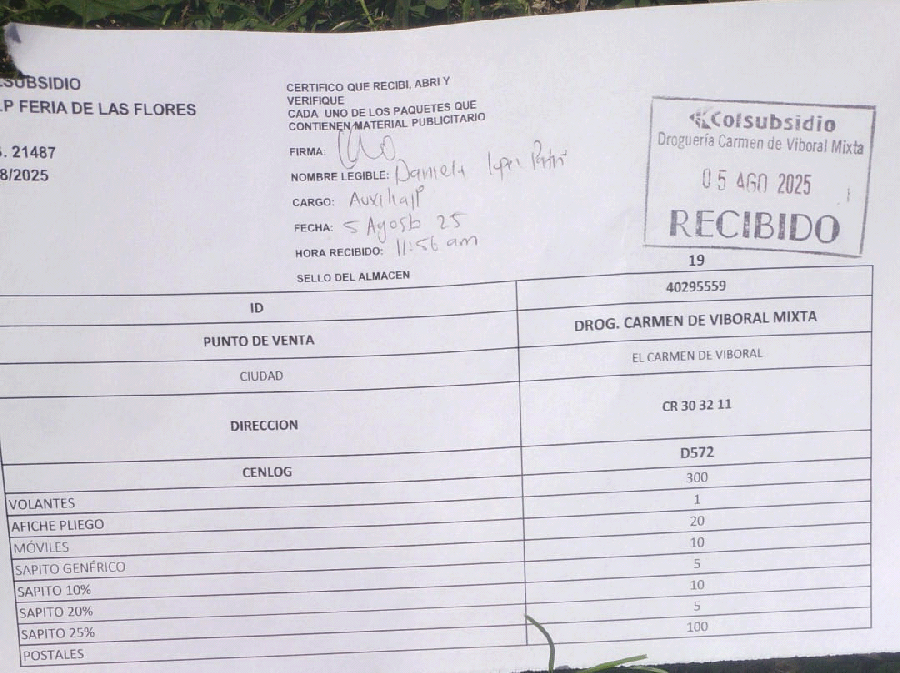 LSUBSIDIO
LP FERIA DE LAS FLORES
S. 21487
8/2025
CERTIFICO QUE RECIBI, ABRI Y
VERIFIQUE
CADA UNO DE LOS PAQUETES QUE
CONTIENEN MATERIAL PUBLICITARIO
FIRMA:
NOMBRE LEGIBLE: Daniela
CARGO: Auxiliar
FECHA: 5 Agosto 25
HORA RECIBIDO: 11:56 am
SELLO DEL ALMACEN
Colsubsidio
Droguería Carmen de Viboral Mixta
05 AGO 2025
RECIBIDO
19
ID 40295559
PUNTO DE VENTA DROG. CARMEN DE VIBORAL MIXTA
CIUDAD EL CARMEN DE VIBORAL
DIRECCION CR 30 32 11
CENLOG D572
VOLANTES 300
AFICHE PLIEGO 1
MÓVILES 20
SAPITO GENÉRICO 10
SAPITO 10% 5
SAPITO 20% 10
SAPITO 25% 5
POSTALES 100